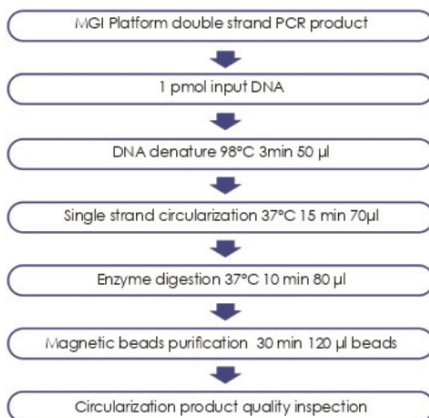 MGI Platform double strand PCR product
1 pmol input DNA
DNA denature 98°C 3min 50 µl
Single strand circularization 37°C 15 min 70µl
Enzyme digestion 37°C 10 min 80 µl
Magnetic beads purification 30 min 120 µl beads
Circularization product quality inspection